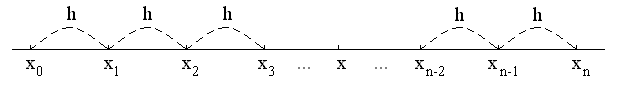 h h h h h
x0 x1 x2 x3 ... x ... xn-2 xn-1 xn